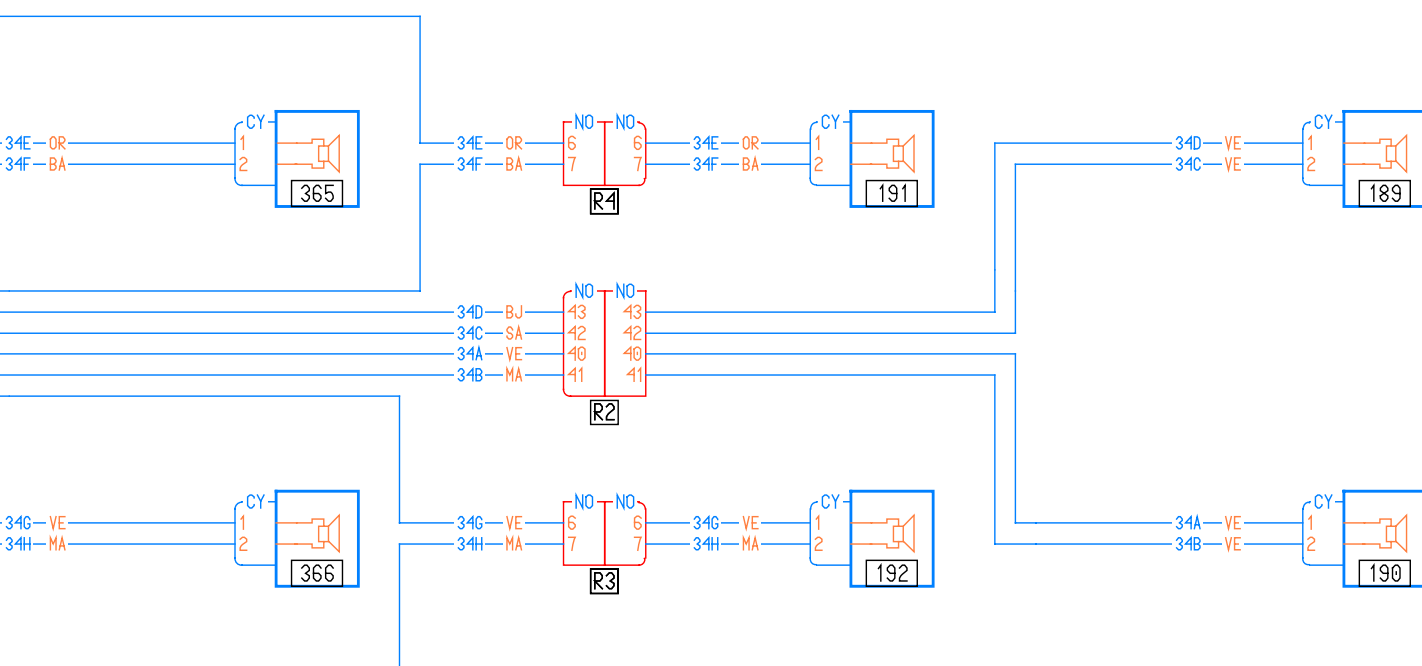 CY NO NO CY CY
34E OR 1 34E OR 6 6 34E OR 1 34D VE 1
34F BA 2 34F BA 7 7 34F BA 2 34C VE 2
365 R4 191 189
NO NO
34D BJ 43 43
34C SA 42 42
34A VE 40 40
34B MA 41 41
R2
CY NO NO CY CY
34G VE 1 34G VE 6 6 34G VE 1 34A VE 1
34H MA 2 34H MA 7 7 34H MA 2 34B VE 2
366 R3 192 190